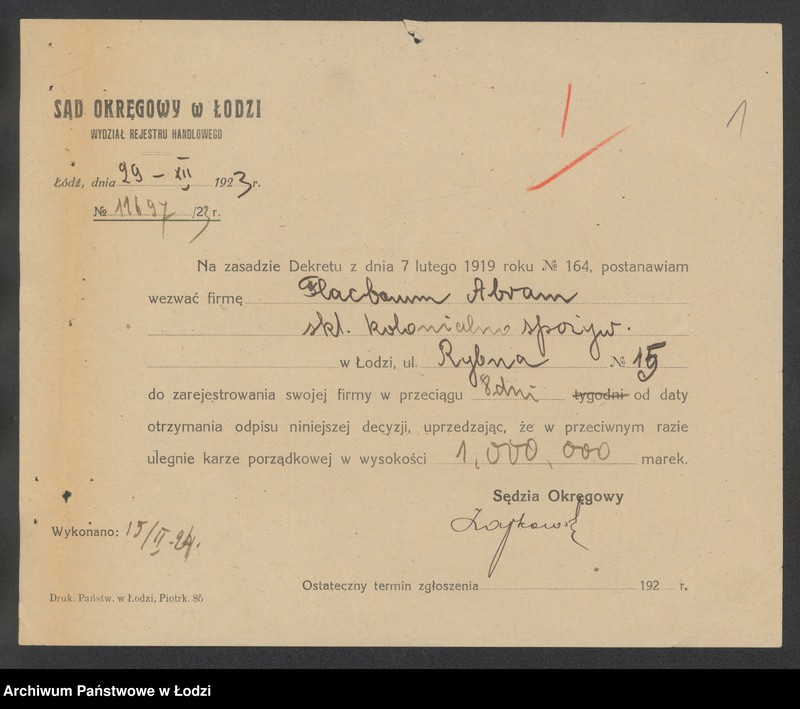 1
SĄD OKRĘGOWY w ŁODZI
WYDZIAŁ REJESTRU HANDLOWEGO
Łódź, dnia 29 – XII 1923 r.
№ 11697 /23 r.
Na zasadzie Dekretu z dnia 7 lutego 1919 roku № 164, postanawiam
wezwać firmę Flacbaum Abram
skł. kolonialno spożyw.
w Łodzi, ul. Rybna № 15
do zarejestrowania swojej firmy w przeciągu 8 dni tygodni od daty
otrzymania odpisu niniejszej decyzji, uprzedzając, że w przeciwnym razie
ulegnie karze porządkowej w wysokości 1,000,000 marek.
Sędzia Okręgowy
Wykonano: 15/II-24.
Ostateczny termin zgłoszenia 192 r.
Druk. Państw. w Łodzi, Piotrk. 85
Archiwum Państwowe w Łodzi